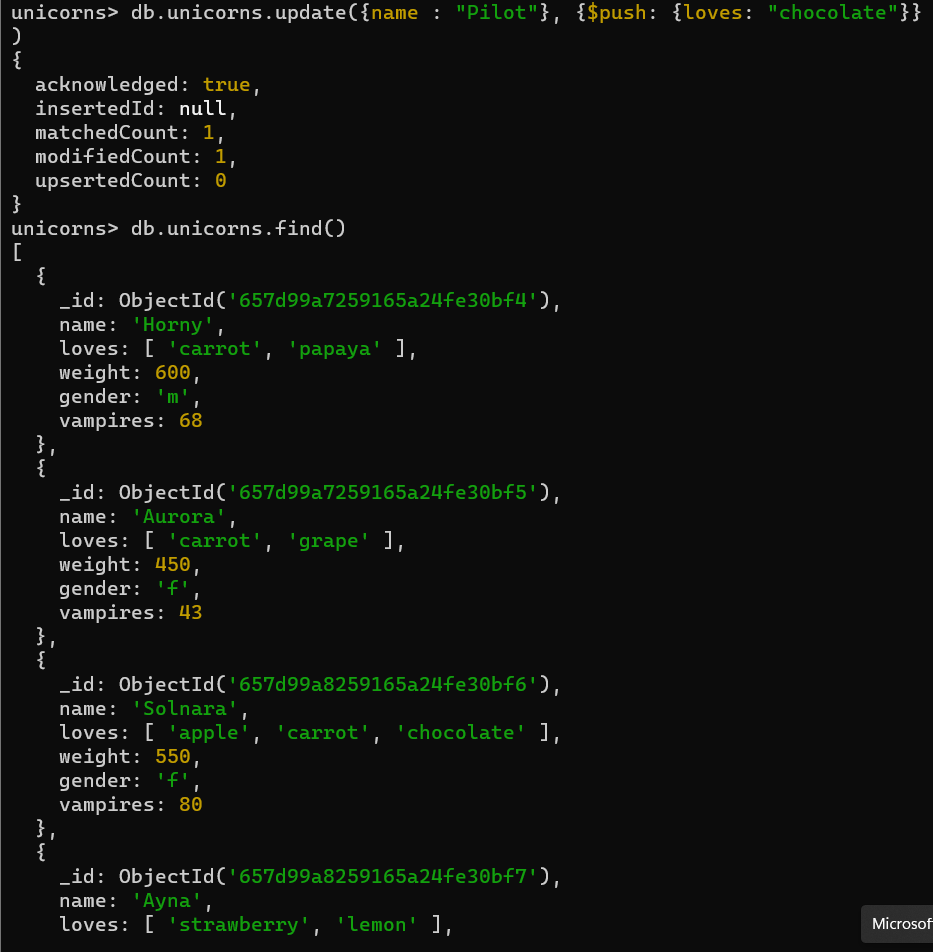 unicorns> db.unicorns.update({name : "Pilot"}, {$push: {loves: "chocolate"}}
)
{
  acknowledged: true,
  insertedId: null,
  matchedCount: 1,
  modifiedCount: 1,
  upsertedCount: 0
}
unicorns> db.unicorns.find()
[
  {
    _id: ObjectId('657d99a7259165a24fe30bf4'),
    name: 'Horny',
    loves: [ 'carrot', 'papaya' ],
    weight: 600,
    gender: 'm',
    vampires: 68
  },
  {
    _id: ObjectId('657d99a7259165a24fe30bf5'),
    name: 'Aurora',
    loves: [ 'carrot', 'grape' ],
    weight: 450,
    gender: 'f',
    vampires: 43
  },
  {
    _id: ObjectId('657d99a8259165a24fe30bf6'),
    name: 'Solnara',
    loves: [ 'apple', 'carrot', 'chocolate' ],
    weight: 550,
    gender: 'f',
    vampires: 80
  },
  {
    _id: ObjectId('657d99a8259165a24fe30bf7'),
    name: 'Ayna',
    loves: [ 'strawberry', 'lemon' ],
Microsof